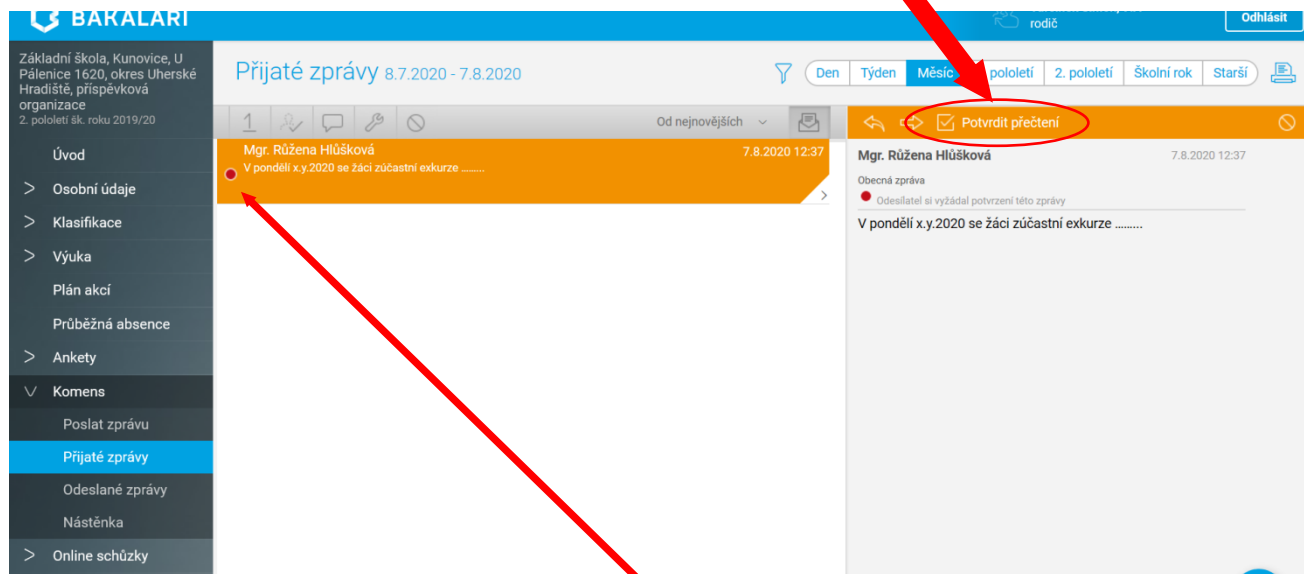 BAKALÁŘI
rodič
Odhlásit
Základní škola, Kunovice, U
Pálenice 1620, okres Uherské
Hradiště, příspěvková
organizace
2. pololetí šk. roku 2019/20
Úvod
> Osobní údaje
> Klasifikace
> Výuka
Plán akcí
Průběžná absence
> Ankety
Komens
Poslat zprávu
Přijaté zprávy
Odeslané zprávy
Nástěnka
> Online schůzky
Přijaté zprávy 8.7.2020 - 7.8.2020
Den Týden Měsíc pololetí 2. pololetí Školní rok Starší
1 Od nejnovějších
Mgr. Růžena Hlůšková 7.8.2020 12:37
V pondělí x.y.2020 se žáci zúčastní exkurze ........
Potvrdit přečtení
Mgr. Růžena Hlůšková 7.8.2020 12:37
Obecná zpráva
Odesílatel si vyžádal potvrzení této zprávy
V pondělí x.y.2020 se žáci zúčastní exkurze .........